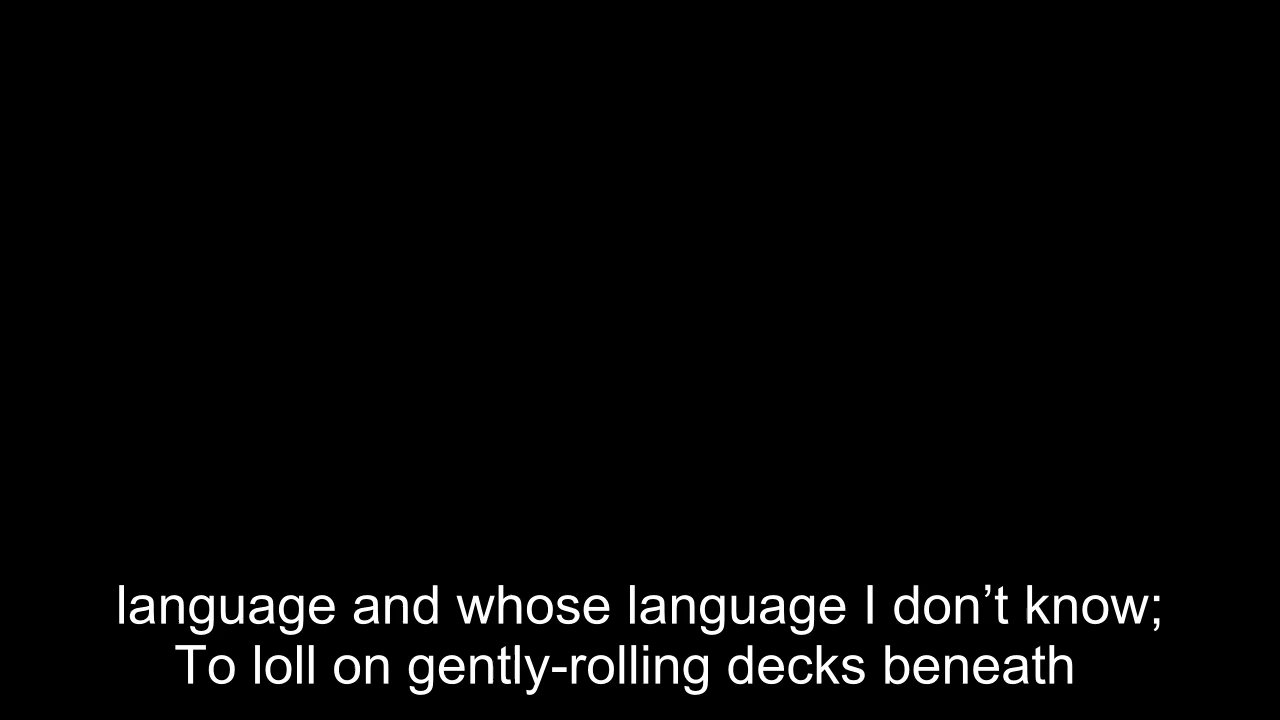 language and whose language I don’t know;
To loll on gently-rolling decks beneath